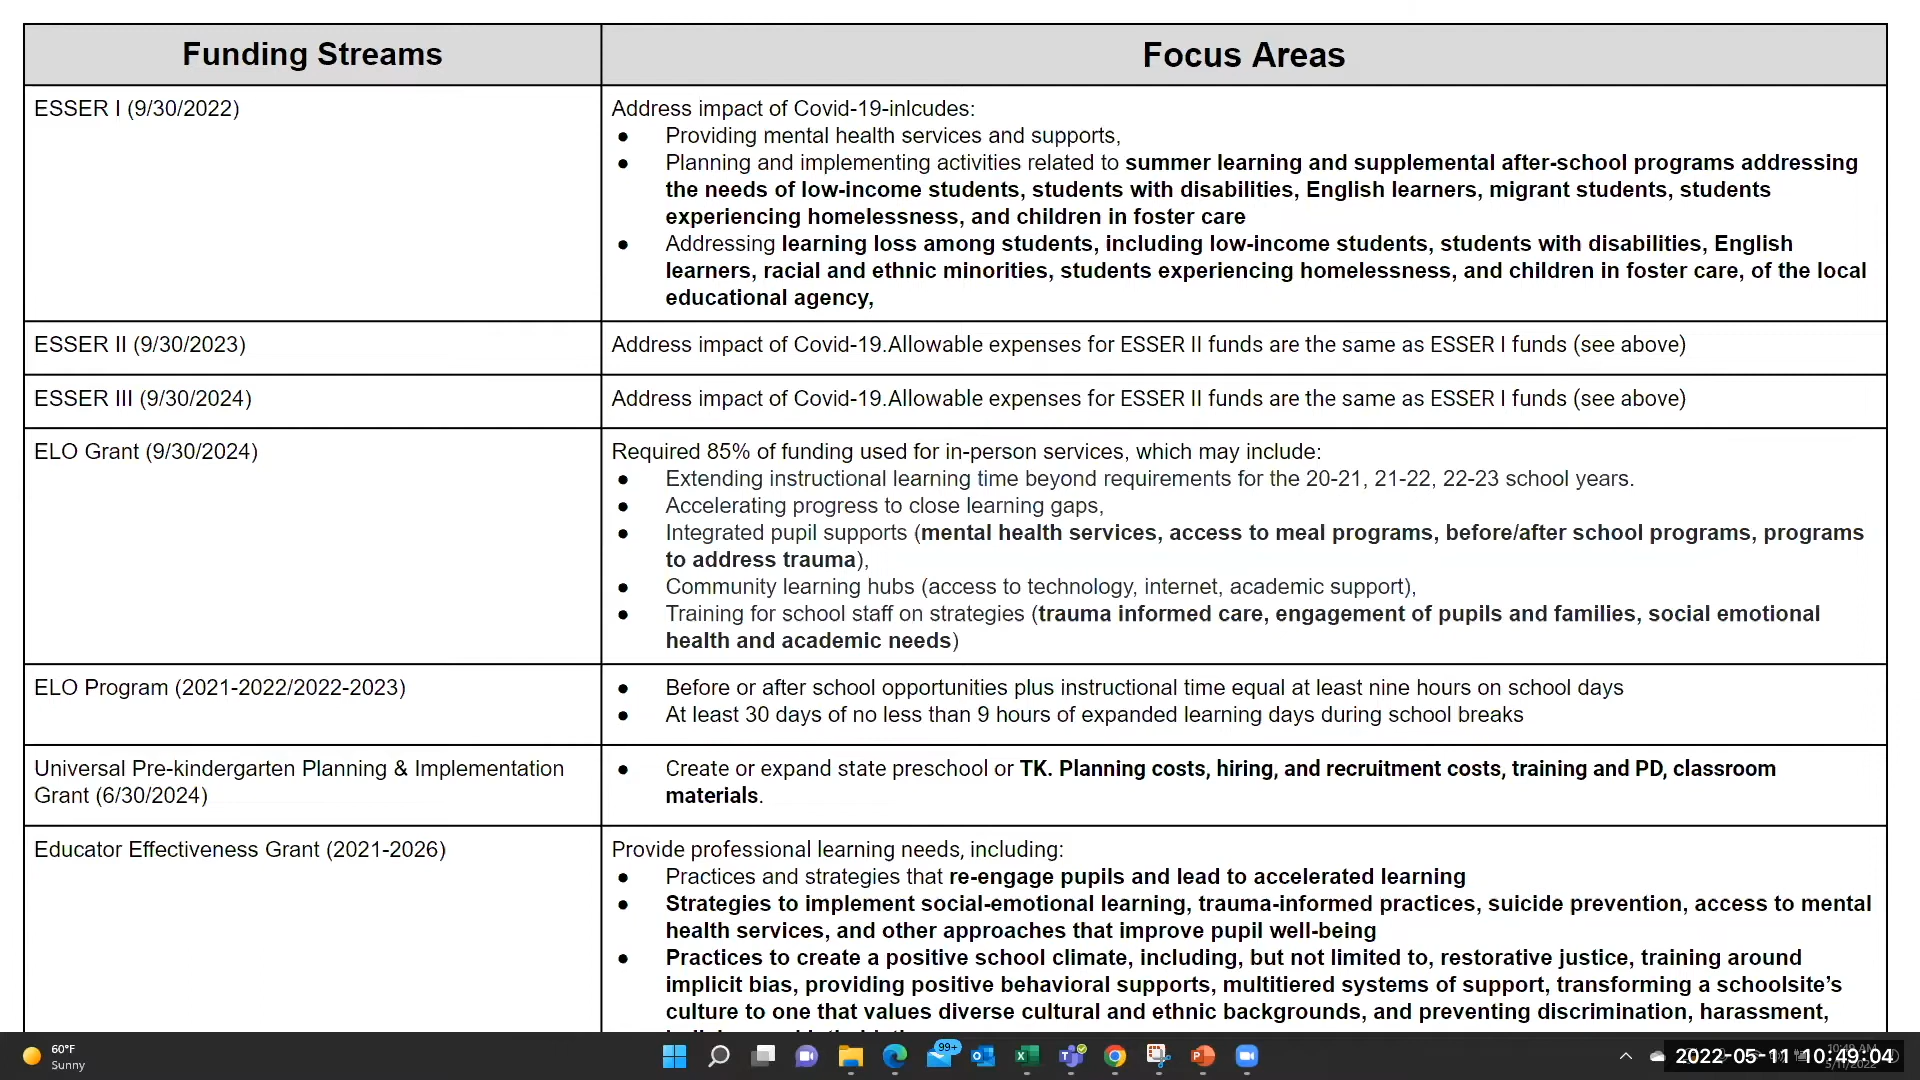 Funding Streams
Focus Areas
ESSER I (9/30/2022)
Address impact of Covid-19-inlcudes:
● Providing mental health services and supports,
● Planning and implementing activities related to summer learning and supplemental after-school programs addressing
the needs of low-income students, students with disabilities, English learners, migrant students, students
experiencing homelessness, and children in foster care
● Addressing learning loss among students, including low-income students, students with disabilities, English
learners, racial and ethnic minorities, students experiencing homelessness, and children in foster care, of the local
educational agency,
ESSER II (9/30/2023)
Address impact of Covid-19.Allowable expenses for ESSER II funds are the same as ESSER I funds (see above)
ESSER III (9/30/2024)
Address impact of Covid-19.Allowable expenses for ESSER II funds are the same as ESSER I funds (see above)
ELO Grant (9/30/2024)
Required 85% of funding used for in-person services, which may include:
● Extending instructional learning time beyond requirements for the 20-21, 21-22, 22-23 school years.
● Accelerating progress to close learning gaps,
● Integrated pupil supports (mental health services, access to meal programs, before/after school programs, programs
to address trauma),
● Community learning hubs (access to technology, internet, academic support),
● Training for school staff on strategies (trauma informed care, engagement of pupils and families, social emotional
health and academic needs)
ELO Program (2021-2022/2022-2023)
● Before or after school opportunities plus instructional time equal at least nine hours on school days
● At least 30 days of no less than 9 hours of expanded learning days during school breaks
Universal Pre-kindergarten Planning & Implementation
Grant (6/30/2024)
● Create or expand state preschool or TK. Planning costs, hiring, and recruitment costs, training and PD, classroom
materials.
Educator Effectiveness Grant (2021-2026)
Provide professional learning needs, including:
● Practices and strategies that re-engage pupils and lead to accelerated learning
● Strategies to implement social-emotional learning, trauma-informed practices, suicide prevention, access to mental
health services, and other approaches that improve pupil well-being
● Practices to create a positive school climate, including, but not limited to, restorative justice, training around
implicit bias, providing positive behavioral supports, multitiered systems of support, transforming a schoolsite's
culture to one that values diverse cultural and ethnic backgrounds, and preventing discrimination, harassment,
60°F
Sunny
99+
2022-05-11 10:49:04